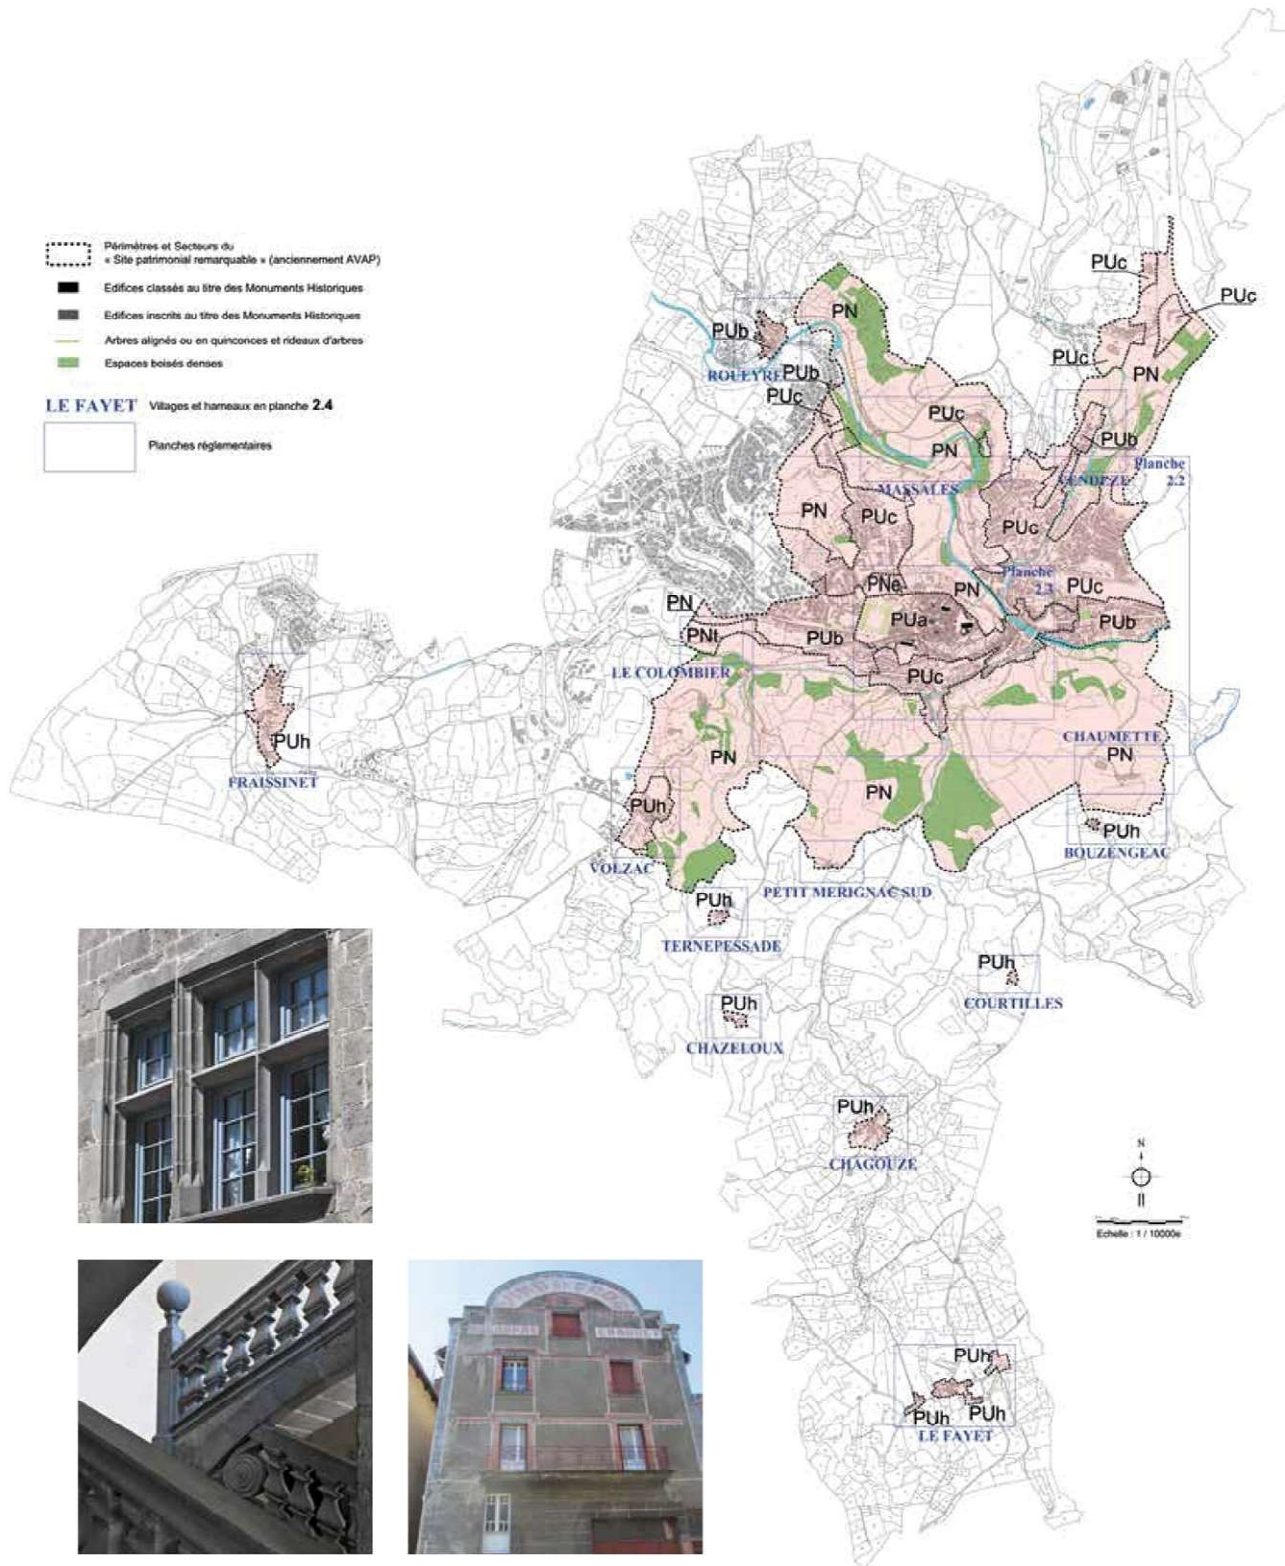 Périmètres et Secteurs du
« Site patrimonial remarquable » (anciennement AVAP)
Edifices classés au titre des Monuments Historiques
Edifices inscrits au titre des Monuments Historiques
Arbres alignés ou en quinconces et rideaux d'arbres
Espaces boisés denses
LE FAYET Villages et hameaux en planche 2.4
Planches réglementaires
PUc
PUc
PUb
PN
PUc
ROUEYRE
PUb
PN
PUc
PUc
PUb
PN
MASSALES
VENDEZE
Planche
2.2
PN
PUc
PUc
PNe
PN
Planche
2.3
PUc
PN
PUa
PUb
PUb
PNt
LE COLOMBIER
PUc
PUh
FRAISSINET
PN
CHAUMETTE
PN
PN
PUh
VOLZAC
PUh
BOUZENGEAC
PETIT MERIGNAC SUD
PUh
TERNEPESSADE
PUh
COURTILLES
PUh
CHAZELOUX
PUh
CHAGOUZE
N
Echelle : 1 / 10000e
PUh
PUh
PUh
LE FAYET